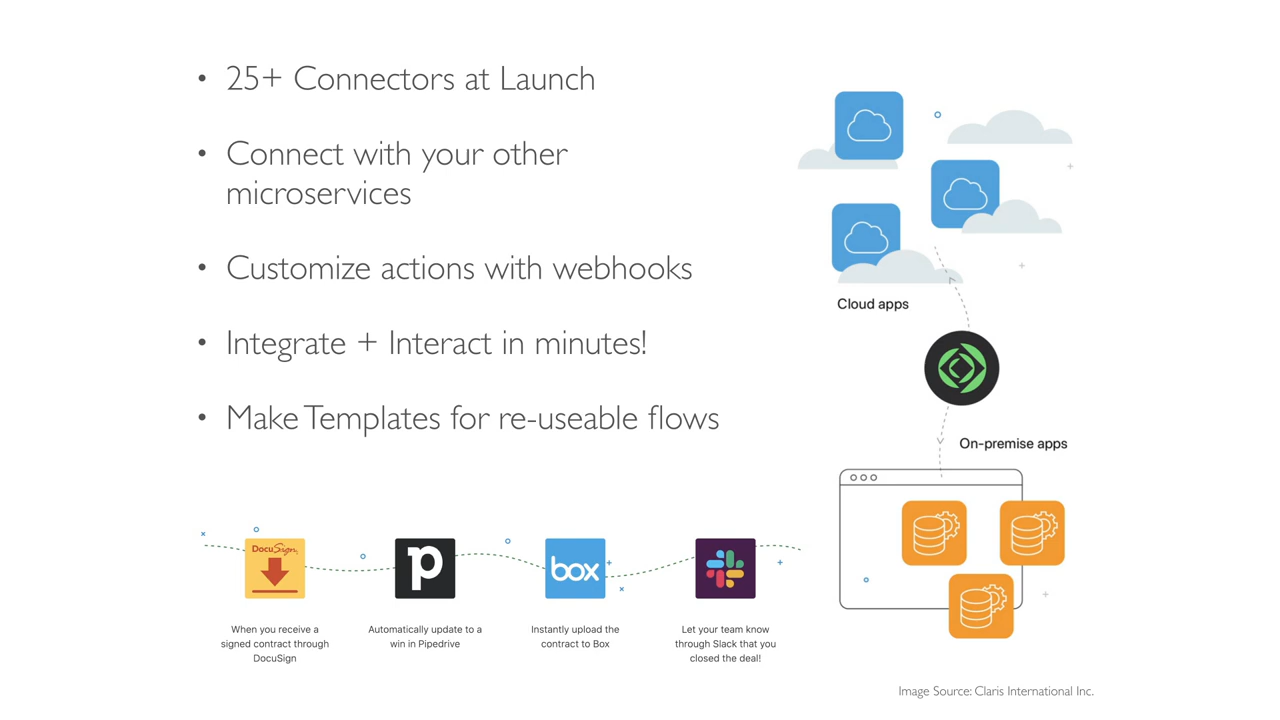 • 25+ Connectors at Launch
• Connect with your other
microservices
• Customize actions with webhooks
• Integrate + Interact in minutes!
• Make Templates for re-useable flows
Cloud apps
On-premise apps
DocuSign
p
box
When you receive a
signed contract through
DocuSign
Automatically update to a
win in Pipedrive
Instantly upload the
contract to Box
Let your team know
through Slack that you
closed the deal!
Image Source: Claris International Inc.